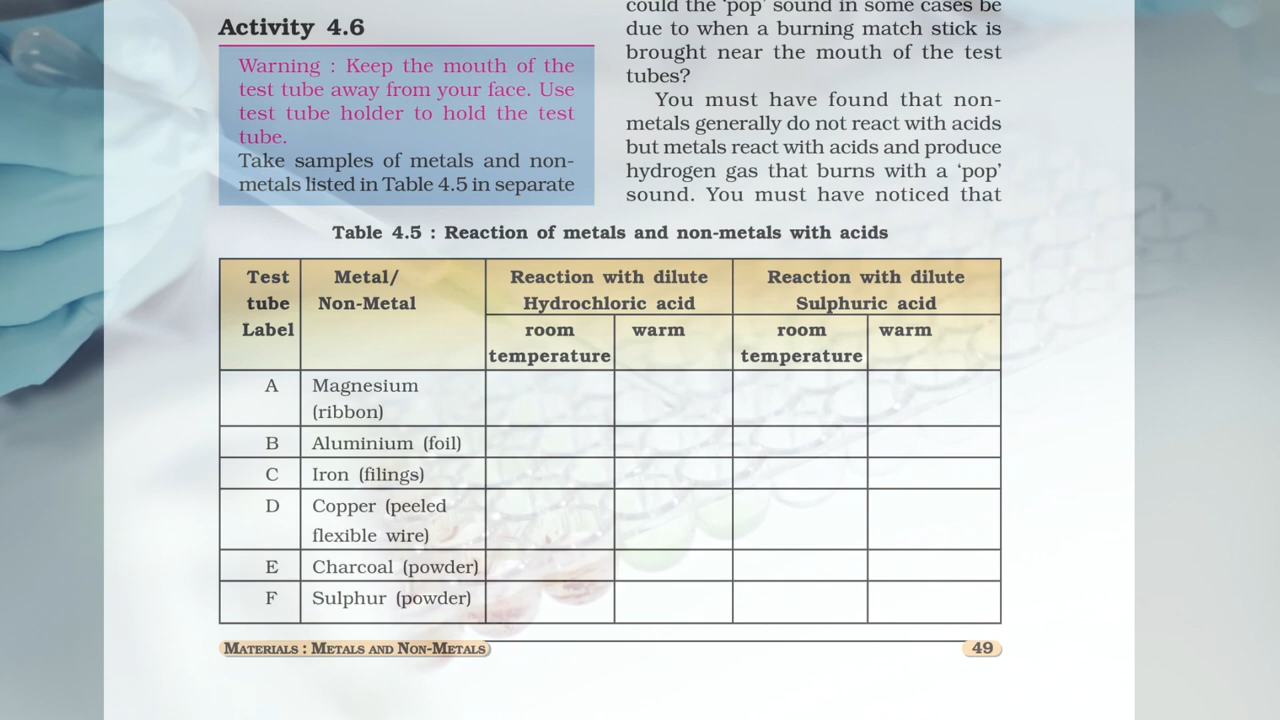 Activity 4.6
Warning : Keep the mouth of the
test tube away from your face. Use
test tube holder to hold the test
tube.
Take samples of metals and non-
metals listed in Table 4.5 in separate
could the ‘pop’ sound in some cases be
due to when a burning match stick is
brought near the mouth of the test
tubes?
You must have found that non-
metals generally do not react with acids
but metals react with acids and produce
hydrogen gas that burns with a ‘pop’
sound. You must have noticed that
Table 4.5 : Reaction of metals and non-metals with acids
Test tube Label
Metal/ Non-Metal
Reaction with dilute Hydrochloric acid
Reaction with dilute Sulphuric acid
room temperature
warm
room temperature
warm
A Magnesium
(ribbon)
B Aluminium (foil)
C Iron (filings)
D Copper (peeled
flexible wire)
E Charcoal (powder)
F Sulphur (powder)
MATERIALS : METALS AND NON-METALS
49